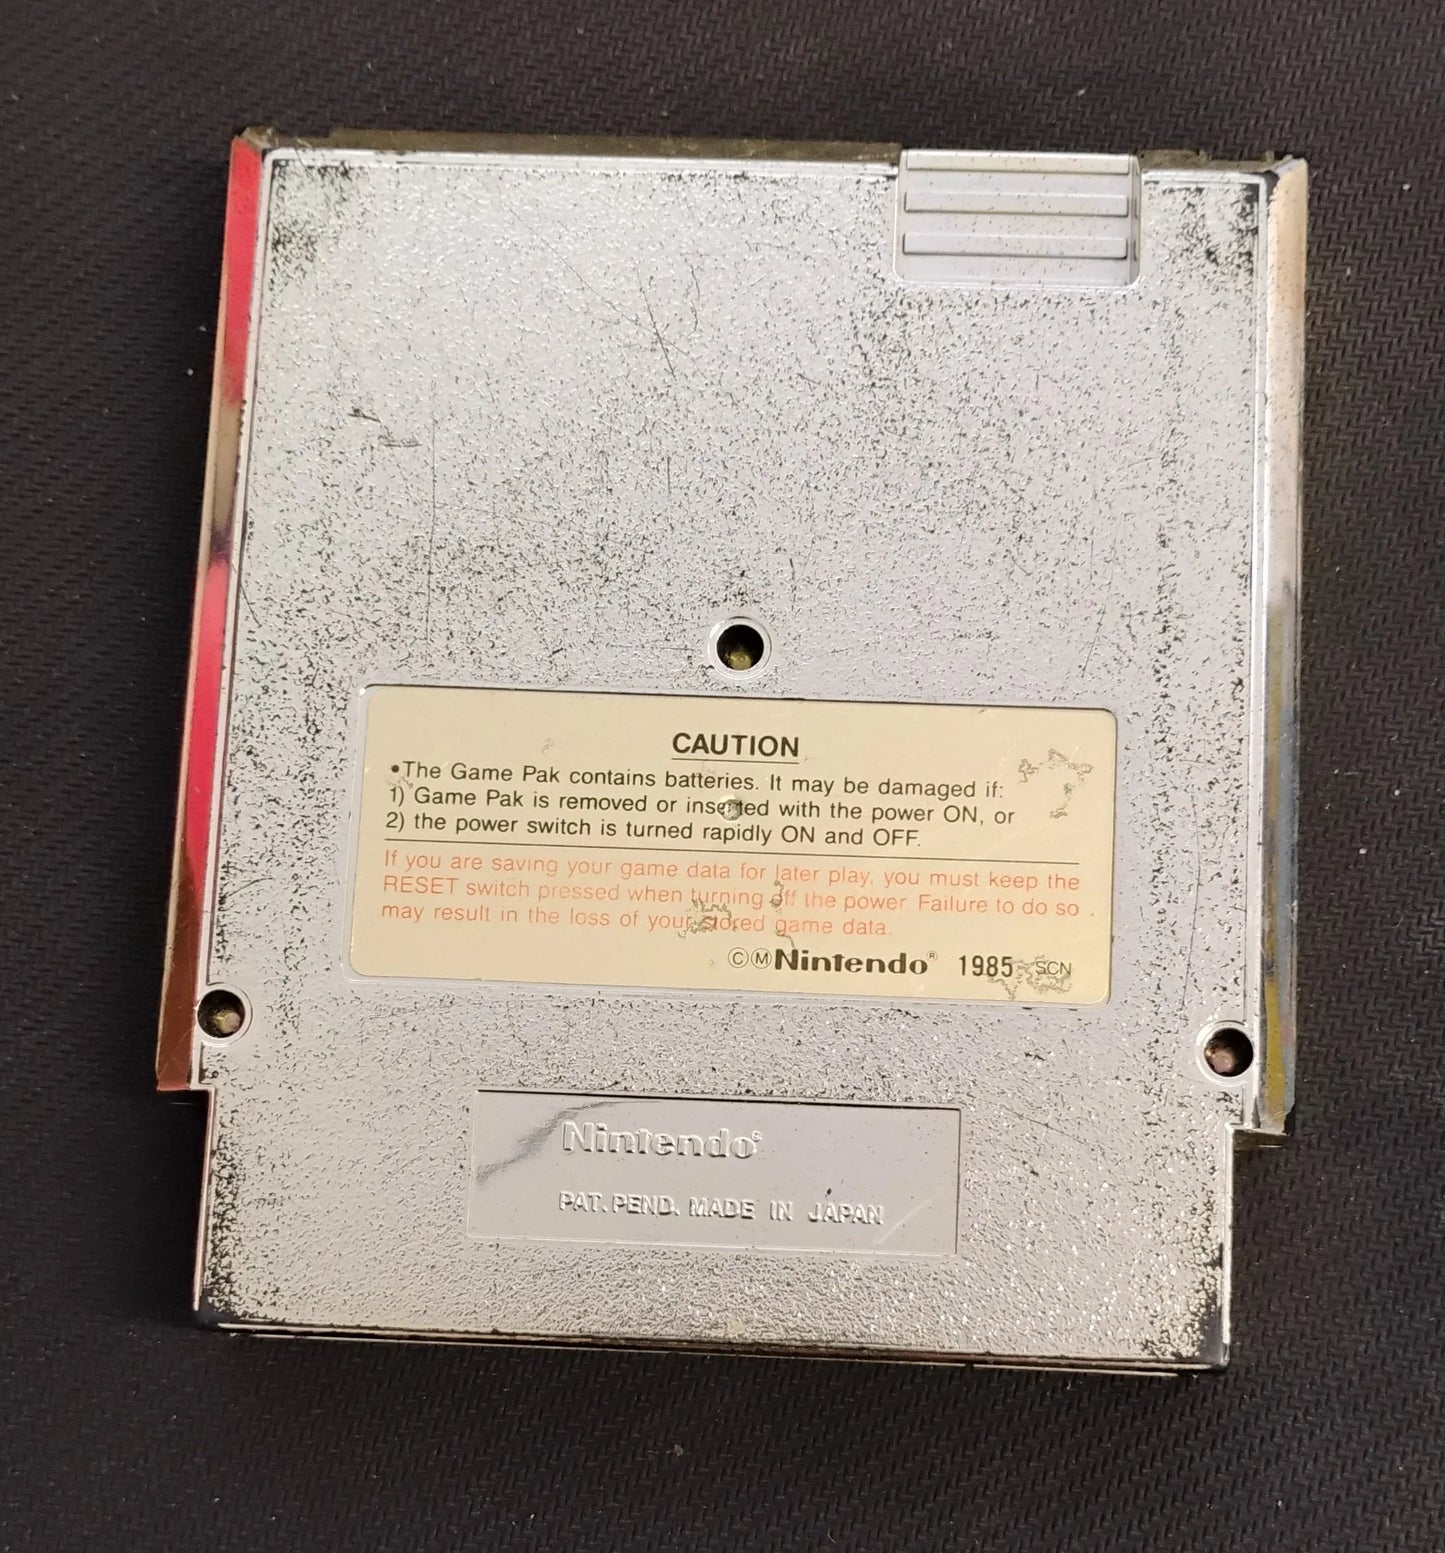 CAUTION
•The Game Pak contains batteries. It may be damaged if:
1) Game Pak is removed or inserted with the power ON, or
2) the power switch is turned rapidly ON and OFF.
If you are saving your game data for later play, you must keep the
RESET switch pressed when turning off the power. Failure to do so
may result in the loss of your stored game data.
©Ⓜ Nintendo® 1985 SCN
Nintendo®
PAT. PEND. MADE IN JAPAN